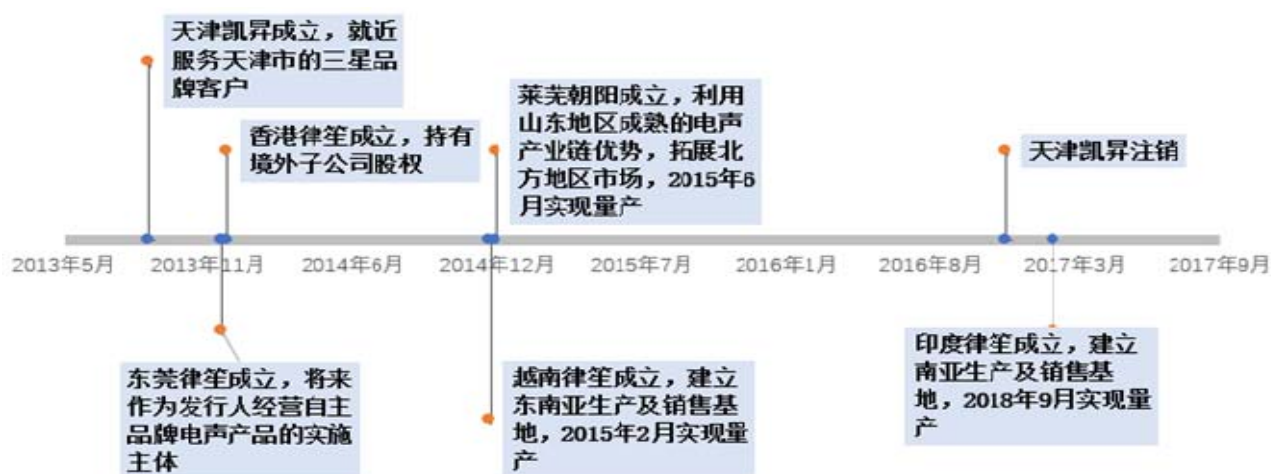 天津凯昇成立，就近
服务天津市的三星品
牌客户
香港律笙成立，持有
境外子公司股权
莱芜朝阳成立，利用
山东地区成熟的电声
产业链优势，拓展北
方地区市场，2015年6
月实现量产
天津凯昇注销
2013年5月
2013年11月
2014年6月
2014年12月
2015年7月
2016年1月
2016年8月
2017年3月
2017年9月
东莞律笙成立，将来
作为发行人经营自主
品牌电声产品的实施
主体
越南律笙成立，建立
东南亚生产及销售基
地，2015年2月实现量
产
印度律笙成立，建立
南亚生产及销售基
地，2018年9月实现量
产